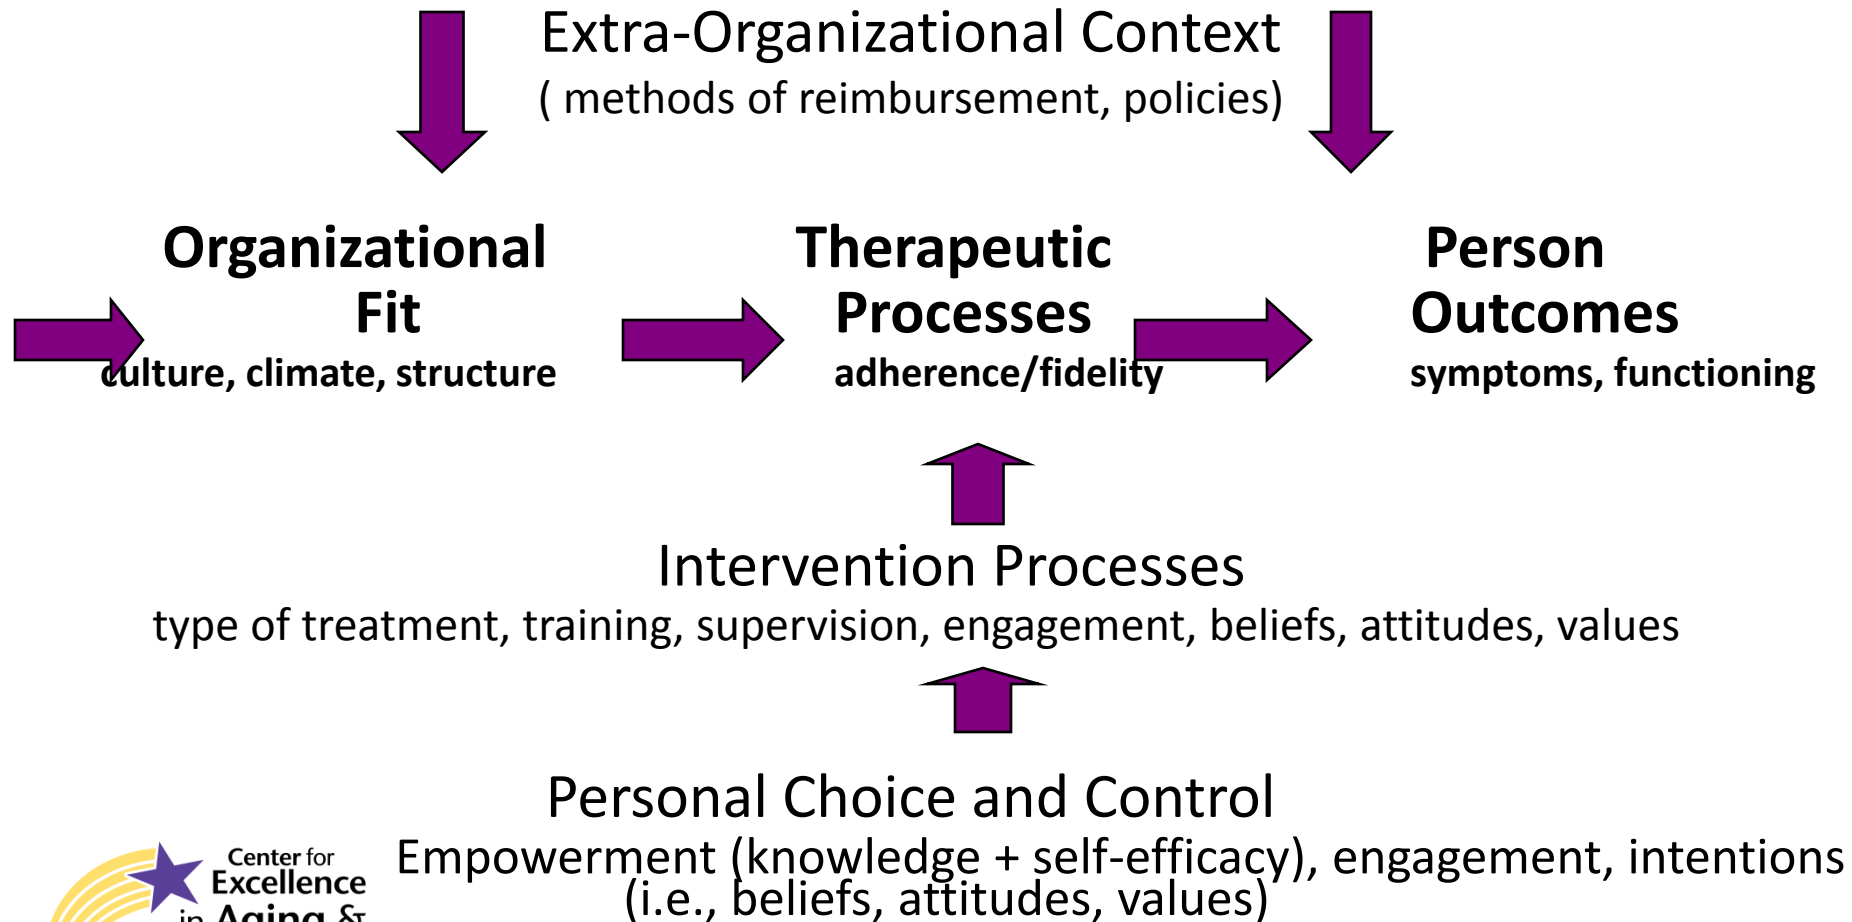 Extra-Organizational Context
( methods of reimbursement, policies)
Organizational
Fit
culture, climate, structure
Therapeutic
Processes
adherence/fidelity
Person
Outcomes
symptoms, functioning
Intervention Processes
type of treatment, training, supervision, engagement, beliefs, attitudes, values
Personal Choice and Control
Empowerment (knowledge + self-efficacy), engagement, intentions
(i.e., beliefs, attitudes, values)
Center for
Excellence
in Aging &